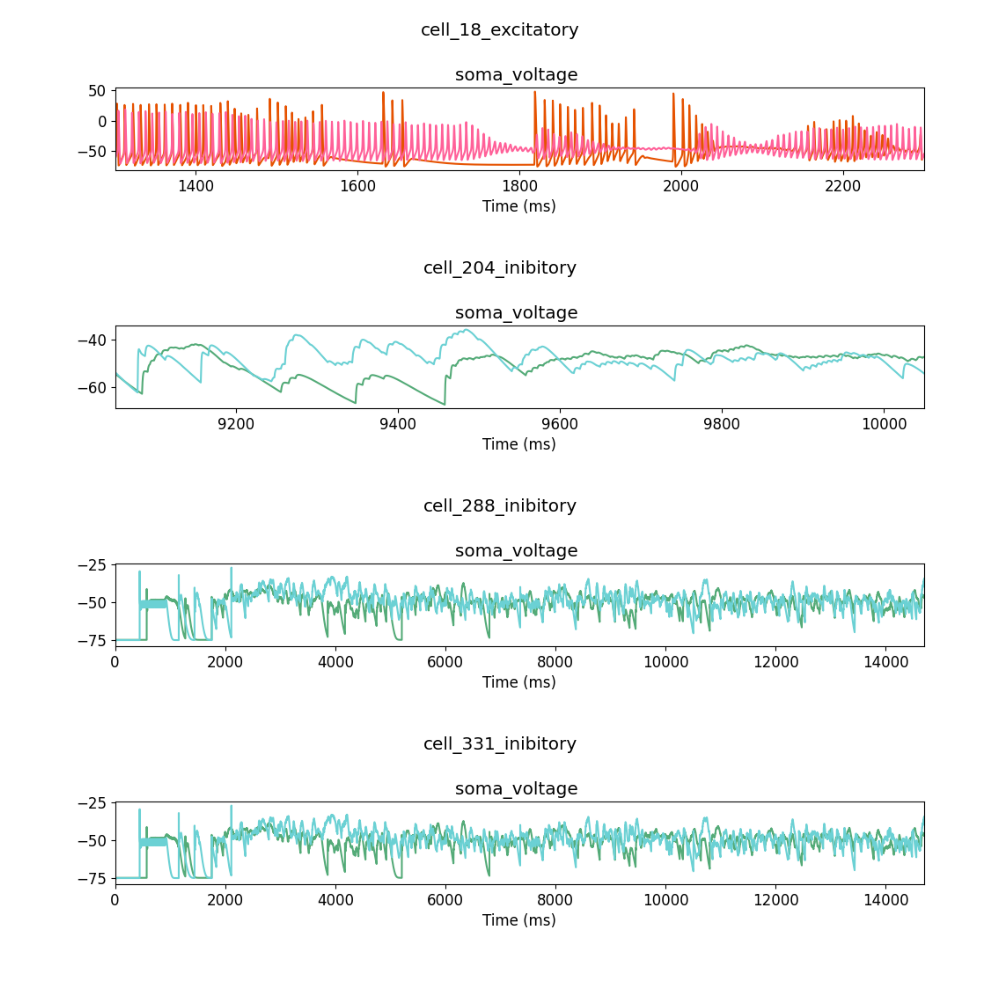 cell_18_excitatory
soma_voltage
50
0
−50
1400 1600 1800 2000 2200
Time (ms)
cell_204_inibitory
soma_voltage
−40
−60
9200 9400 9600 9800 10000
Time (ms)
cell_288_inibitory
soma_voltage
−25
−50
−75
0 2000 4000 6000 8000 10000 12000 14000
Time (ms)
cell_331_inibitory
soma_voltage
−25
−50
−75
0 2000 4000 6000 8000 10000 12000 14000
Time (ms)